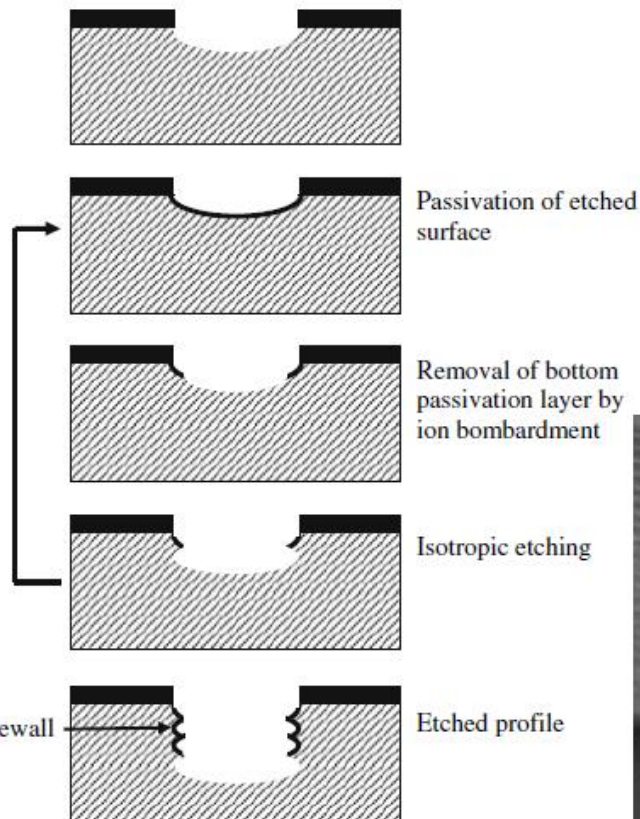 Passivation of etched
surface
Removal of bottom
passivation layer by
ion bombardment
Isotropic etching
ewall
Etched profile